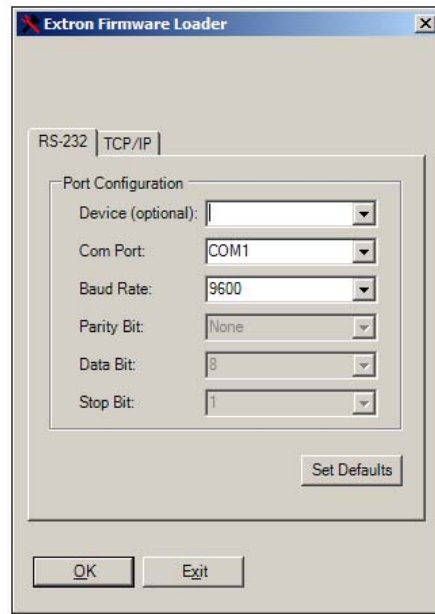 Extron Firmware Loader
RS-232 TCP/IP
Port Configuration
Device (optional):
Com Port: COM1
Baud Rate: 9600
Parity Bit: None
Data Bit: 8
Stop Bit: 1
Set Defaults
OK Exit